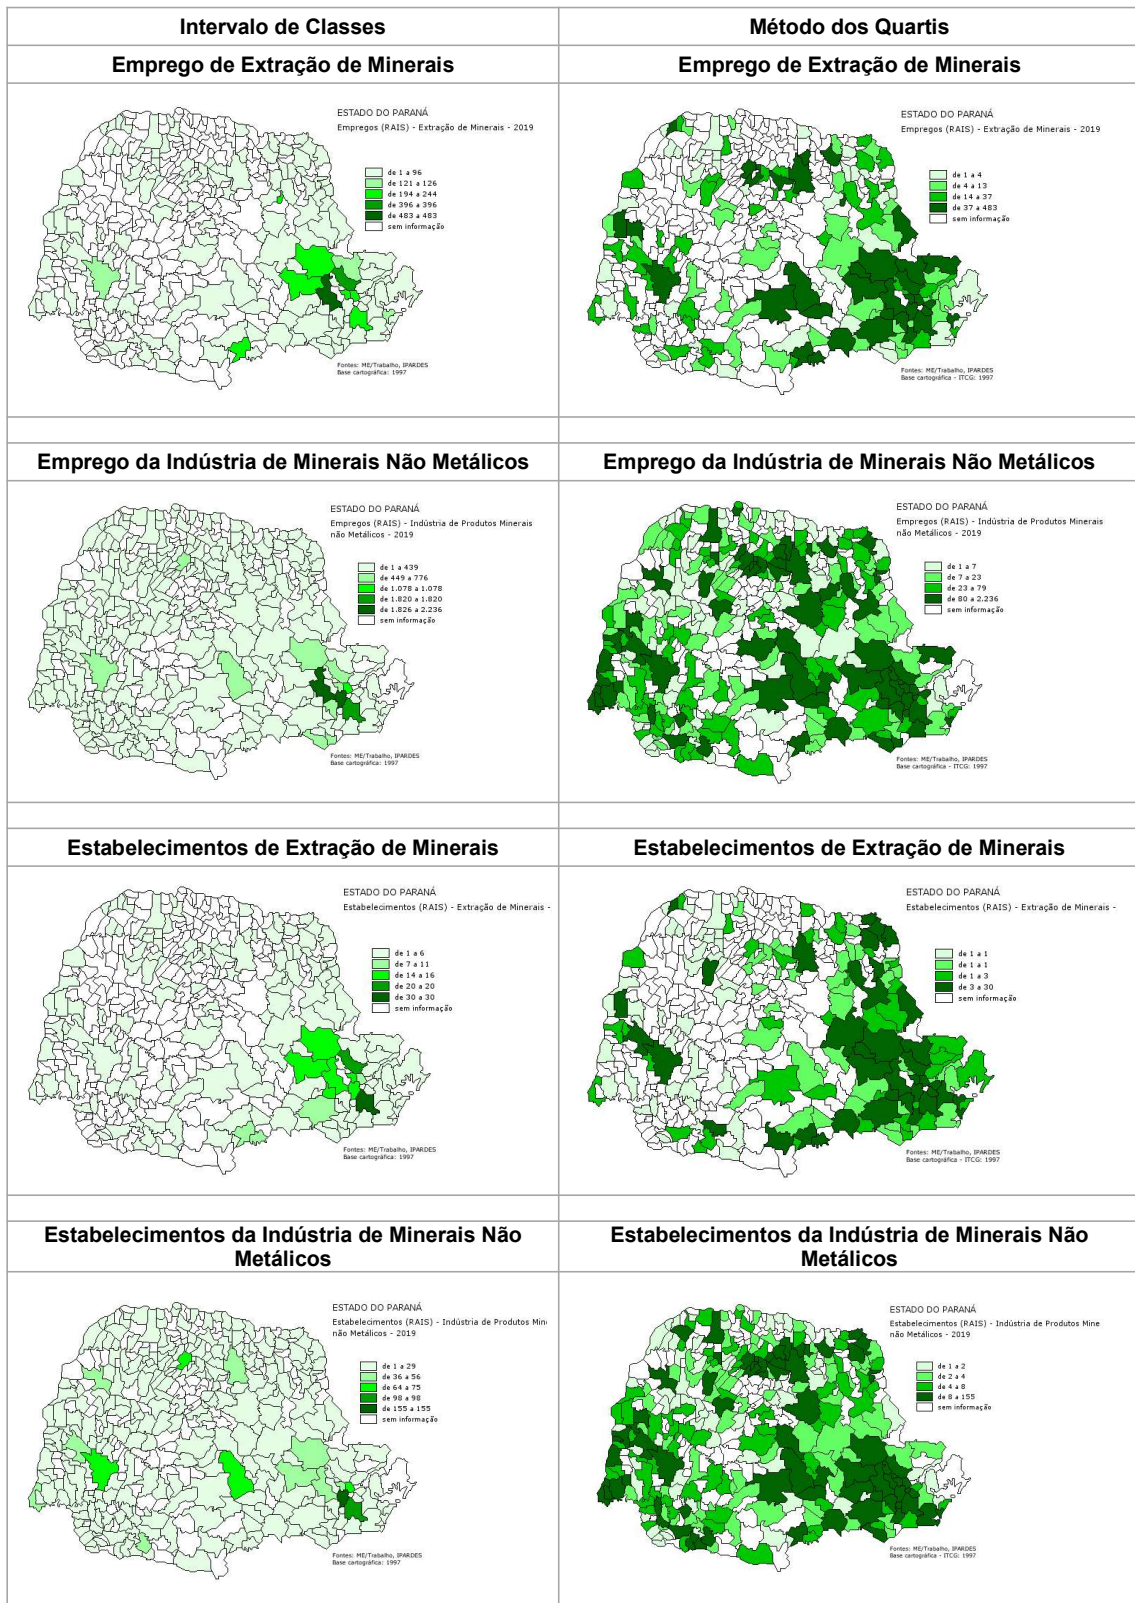 Intervalo de Classes
Método dos Quartis
Emprego de Extração de Minerais
Emprego de Extração de Minerais
ESTADO DO PARANÁ
Empregos (RAIS) - Extração de Minerais - 2019
de 1 a 96
de 121 a 126
de 194 a 244
de 396 a 396
de 483 a 483
sem informação
Fontes: ME/Trabalho, IPARDES
Base cartográfica: 1997
ESTADO DO PARANÁ
Empregos (RAIS) - Extração de Minerais - 2019
de 1 a 4
de 4 a 13
de 14 a 37
de 37 a 483
sem informação
Fontes: ME/Trabalho, IPARDES
Base cartográfica - ITCG: 1997
Emprego da Indústria de Minerais Não Metálicos
Emprego da Indústria de Minerais Não Metálicos
ESTADO DO PARANÁ
Empregos (RAIS) - Indústria de Produtos Minerais
não Metálicos - 2019
de 1 a 439
de 449 a 776
de 1.078 a 1.078
de 1.820 a 1.820
de 1.826 a 2.236
sem informação
Fontes: ME/Trabalho, IPARDES
Base cartográfica: 1997
ESTADO DO PARANÁ
Empregos (RAIS) - Indústria de Produtos Minerais
não Metálicos - 2019
de 1 a 7
de 7 a 23
de 23 a 79
de 80 a 2.236
sem informação
Fontes: ME/Trabalho, IPARDES
Base cartográfica - ITCG: 1997
Estabelecimentos de Extração de Minerais
Estabelecimentos de Extração de Minerais
ESTADO DO PARANÁ
Estabelecimentos (RAIS) - Extração de Minerais -
de 1 a 6
de 7 a 11
de 14 a 16
de 20 a 20
de 30 a 30
sem informação
Fontes: ME/Trabalho, IPARDES
Base cartográfica: 1997
ESTADO DO PARANÁ
Estabelecimentos (RAIS) - Extração de Minerais -
de 1 a 1
de 1 a 1
de 1 a 3
de 3 a 30
sem informação
Fontes: ME/Trabalho, IPARDES
Base cartográfica - ITCG: 1997
Estabelecimentos da Indústria de Minerais Não
Metálicos
Estabelecimentos da Indústria de Minerais Não
Metálicos
ESTADO DO PARANÁ
Estabelecimentos (RAIS) - Indústria de Produtos Min
não Metálicos - 2019
de 1 a 29
de 36 a 56
de 64 a 75
de 98 a 98
de 155 a 155
sem informação
Fontes: ME/Trabalho, IPARDES
Base cartográfica: 1997
ESTADO DO PARANÁ
Estabelecimentos (RAIS) - Indústria de Produtos Mine
não Metálicos - 2019
de 1 a 2
de 2 a 4
de 4 a 8
de 8 a 155
sem informação
Fontes: ME/Trabalho, IPARDES
Base cartográfica - ITCG: 1997